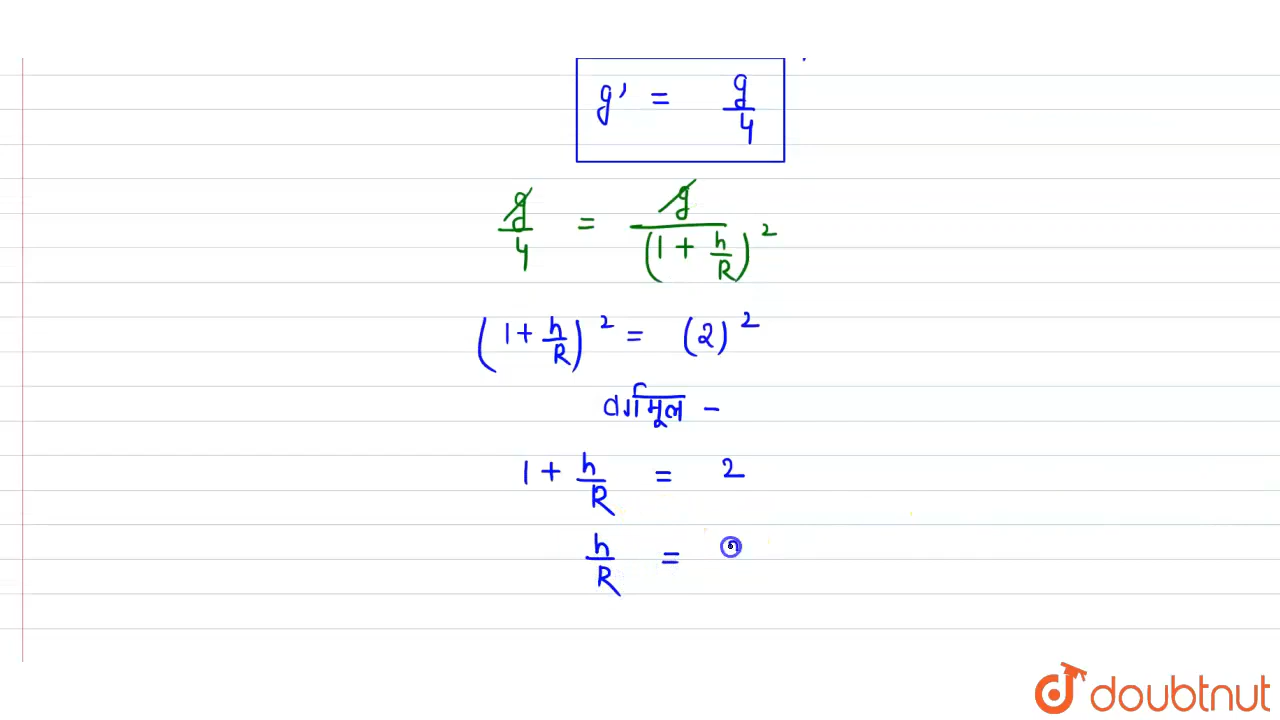 g' = g/4
g/4 = g/(1 + h/R)²
(1 + h/R)² = (2)²
वर्गमूल -
1 + h/R = 2
h/R =
doubtnut